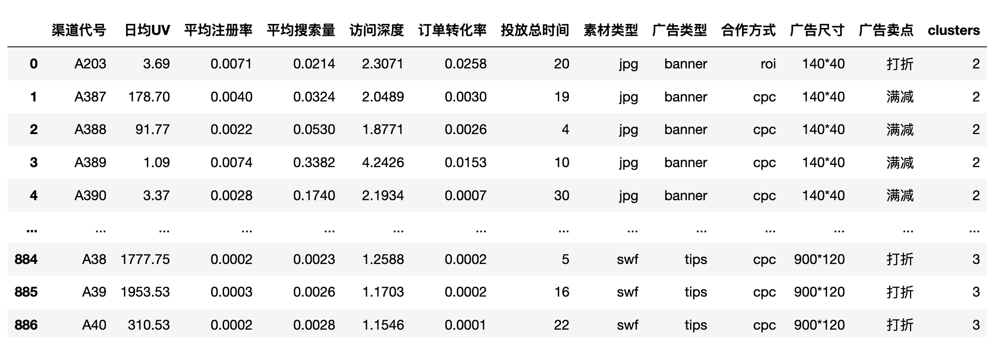 渠道代号 日均UV 平均注册率 平均搜索量 访问深度 订单转化率 投放总时间 素材类型 广告类型 合作方式 广告尺寸 广告卖点 clusters
0 A203 3.69 0.0071 0.0214 2.3071 0.0258 20 jpg banner roi 140*40 打折 2
1 A387 178.70 0.0040 0.0324 2.0489 0.0030 19 jpg banner cpc 140*40 满减 2
2 A388 91.77 0.0022 0.0530 1.8771 0.0026 4 jpg banner cpc 140*40 满减 2
3 A389 1.09 0.0074 0.3382 4.2426 0.0153 10 jpg banner cpc 140*40 满减 2
4 A390 3.37 0.0028 0.1740 2.1934 0.0007 30 jpg banner cpc 140*40 满减 2
... ... ... ... ... ... ... ... ... ... ... ... ... ...
884 A38 1777.75 0.0002 0.0023 1.2588 0.0002 5 swf tips cpc 900*120 打折 3
885 A39 1953.53 0.0003 0.0026 1.1703 0.0002 16 swf tips cpc 900*120 打折 3
886 A40 310.53 0.0002 0.0028 1.1546 0.0001 22 swf tips cpc 900*120 打折 3